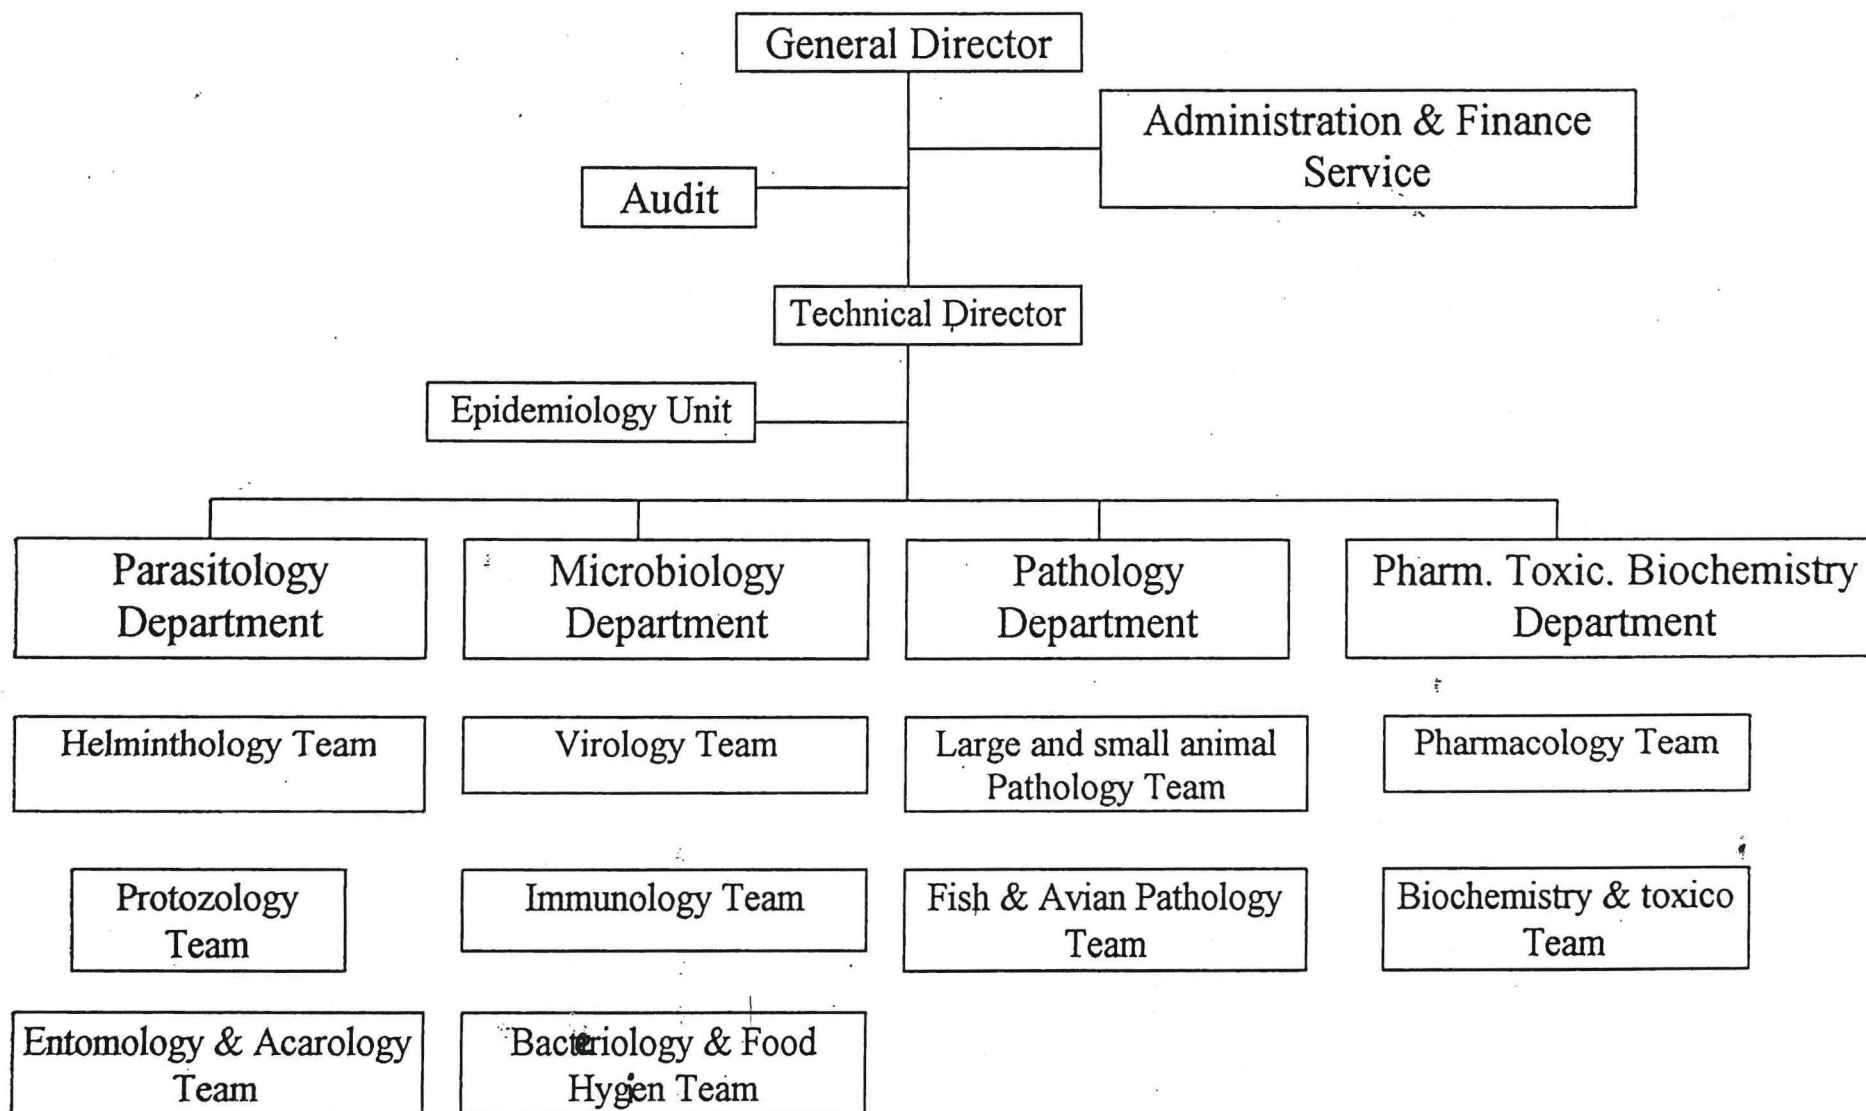 General Director
Administration & Finance
Service
Audit
Technical Director
Epidemiology Unit
Parasitology
Department
Microbiology
Department
Pathology
Department
Pharm. Toxic. Biochemistry
Department
Helminthology Team
Virology Team
Large and small animal
Pathology Team
Pharmacology Team
Protozology
Team
Immunology Team
Fish & Avian Pathology
Team
Biochemistry & toxico
Team
Entomology & Acarology
Team
Bacteriology & Food
Hygien Team